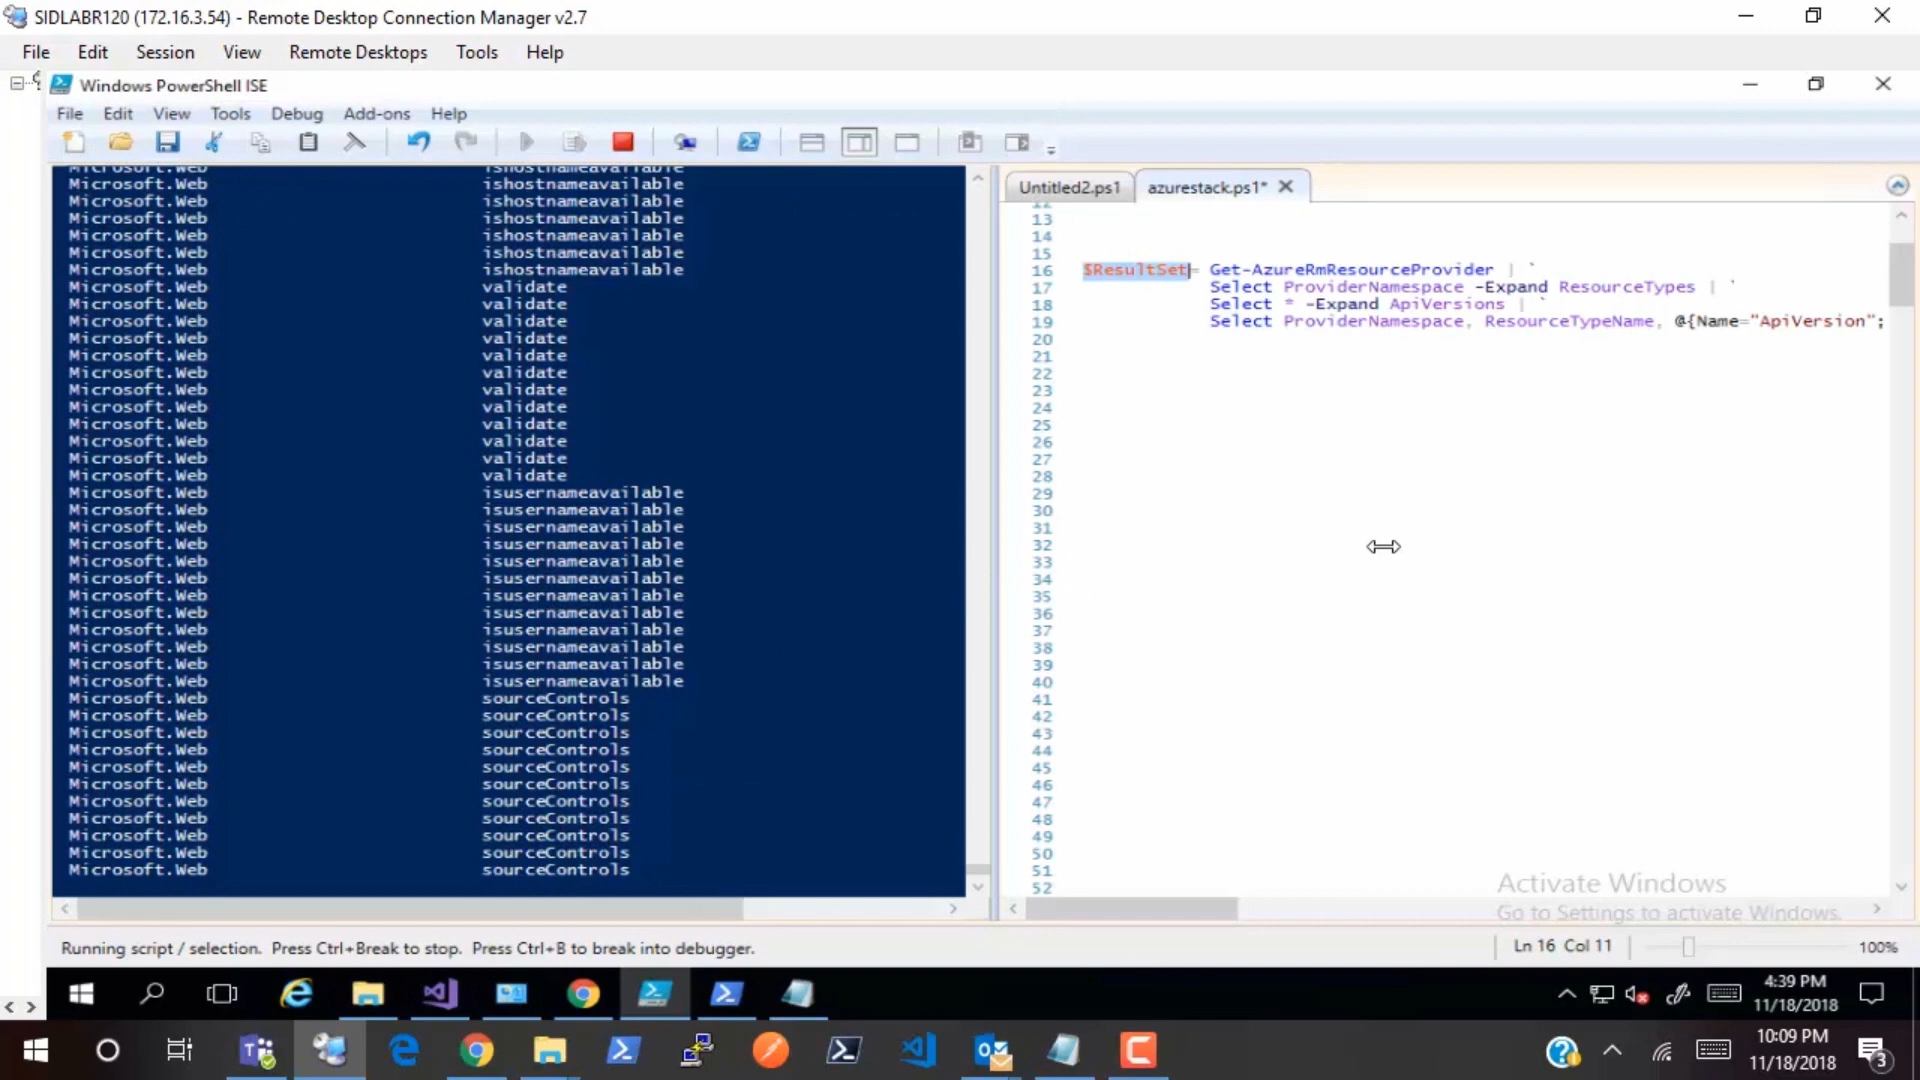 SIDLABR120 (172.16.3.54) - Remote Desktop Connection Manager v2.7
File Edit Session View Remote Desktops Tools Help
Windows PowerShell ISE
File Edit View Tools Debug Add-ons Help
Microsoft.Web ishostnameavailable
Microsoft.Web ishostnameavailable
Microsoft.Web ishostnameavailable
Microsoft.Web ishostnameavailable
Microsoft.Web ishostnameavailable
Microsoft.Web ishostnameavailable
Microsoft.Web ishostnameavailable
Microsoft.Web validate
Microsoft.Web validate
Microsoft.Web validate
Microsoft.Web validate
Microsoft.Web validate
Microsoft.Web validate
Microsoft.Web validate
Microsoft.Web validate
Microsoft.Web validate
Microsoft.Web validate
Microsoft.Web validate
Microsoft.Web validate
Microsoft.Web isusernameavailable
Microsoft.Web isusernameavailable
Microsoft.Web isusernameavailable
Microsoft.Web isusernameavailable
Microsoft.Web isusernameavailable
Microsoft.Web isusernameavailable
Microsoft.Web isusernameavailable
Microsoft.Web isusernameavailable
Microsoft.Web isusernameavailable
Microsoft.Web isusernameavailable
Microsoft.Web isusernameavailable
Microsoft.Web isusernameavailable
Microsoft.Web sourceControls
Microsoft.Web sourceControls
Microsoft.Web sourceControls
Microsoft.Web sourceControls
Microsoft.Web sourceControls
Microsoft.Web sourceControls
Microsoft.Web sourceControls
Microsoft.Web sourceControls
Microsoft.Web sourceControls
Microsoft.Web sourceControls
Microsoft.Web sourceControls
Untitled2.ps1 azurestack.ps1*
12
13
14
15
16 $ResultSet= Get-AzureRmResourceProvider | `
17 Select ProviderNamespace -Expand ResourceTypes | `
18 Select * -Expand ApiVersions | `
19 Select ProviderNamespace, ResourceTypeName, @{Name="ApiVersion";
20
21
22
23
24
25
26
27
28
29
30
31
32
33
34
35
36
37
38
39
40
41
42
43
44
45
46
47
48
49
50
51
52
Activate Windows
Go to Settings to activate Windows.
Running script / selection. Press Ctrl+Break to stop. Press Ctrl+B to break into debugger.
Ln 16 Col 11 100%
4:39 PM
11/18/2018
10:09 PM
11/18/2018
3